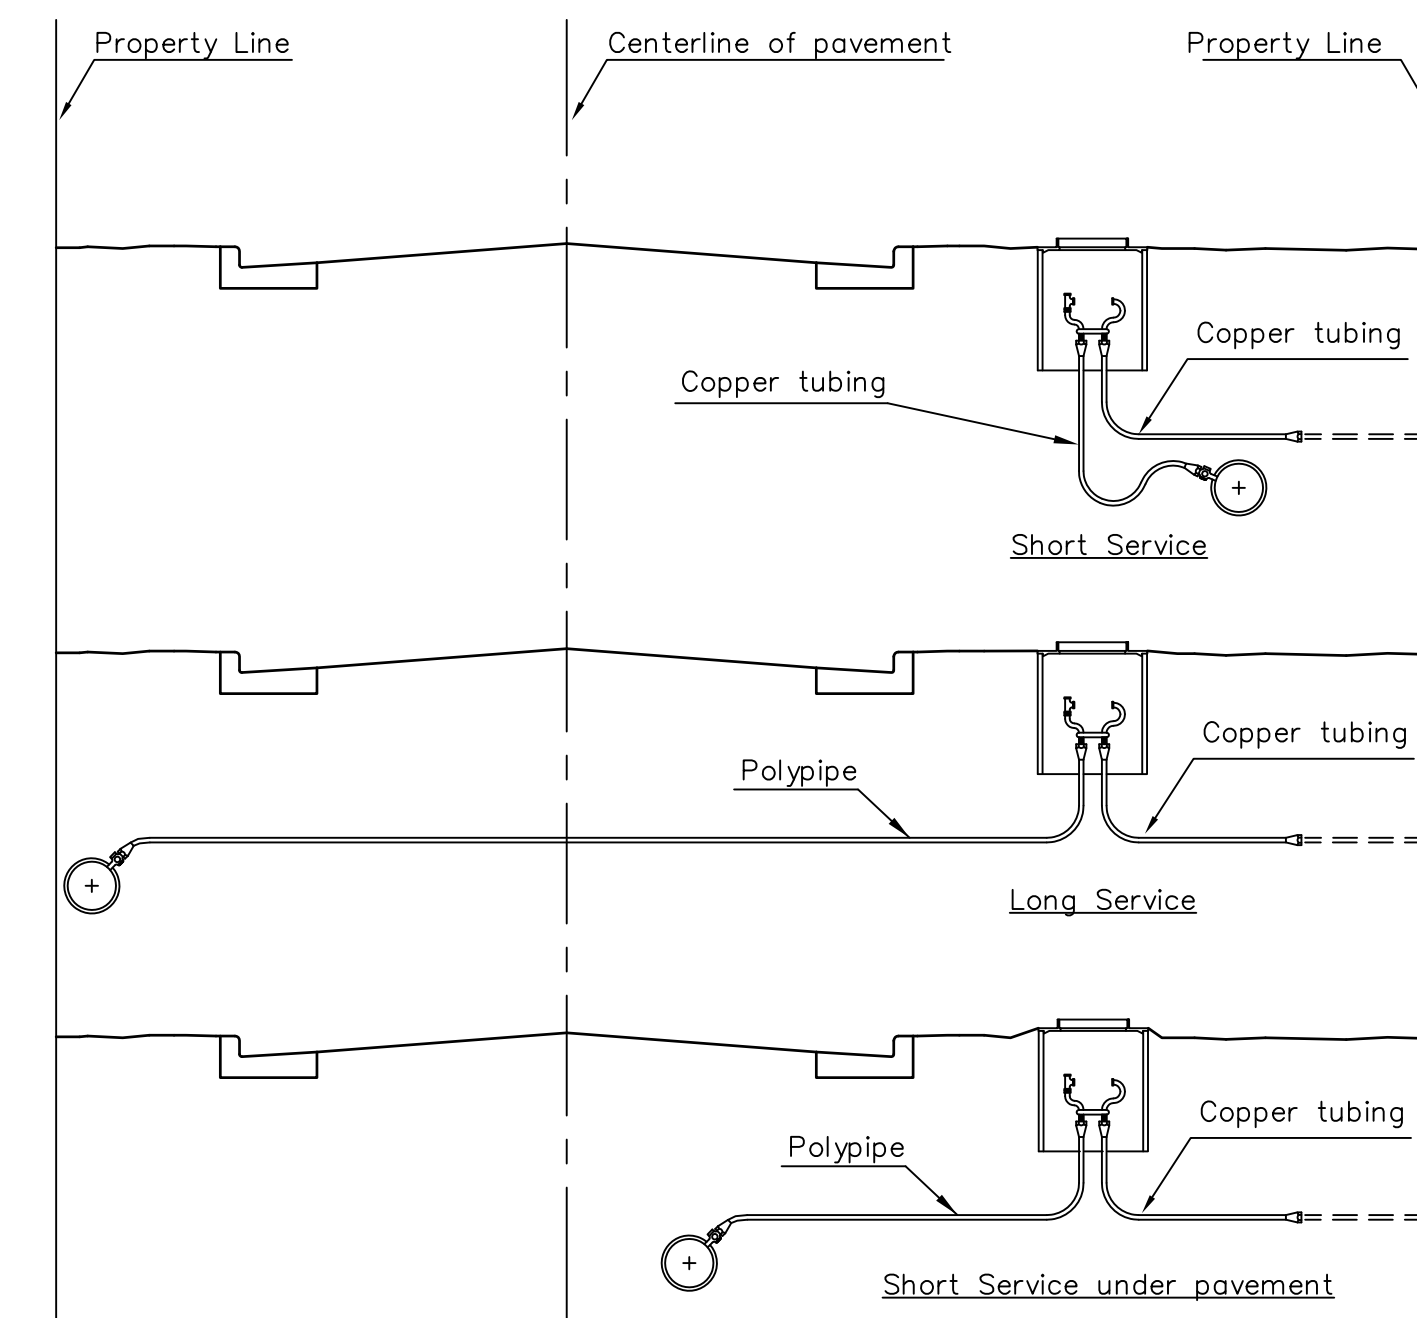 Property Line
Centerline of pavement
Property Line
Copper tubing
Copper tubing
Short Service
Copper tubing
Polypipe
Long Service
Copper tubing
Polypipe
Short Service under pavement